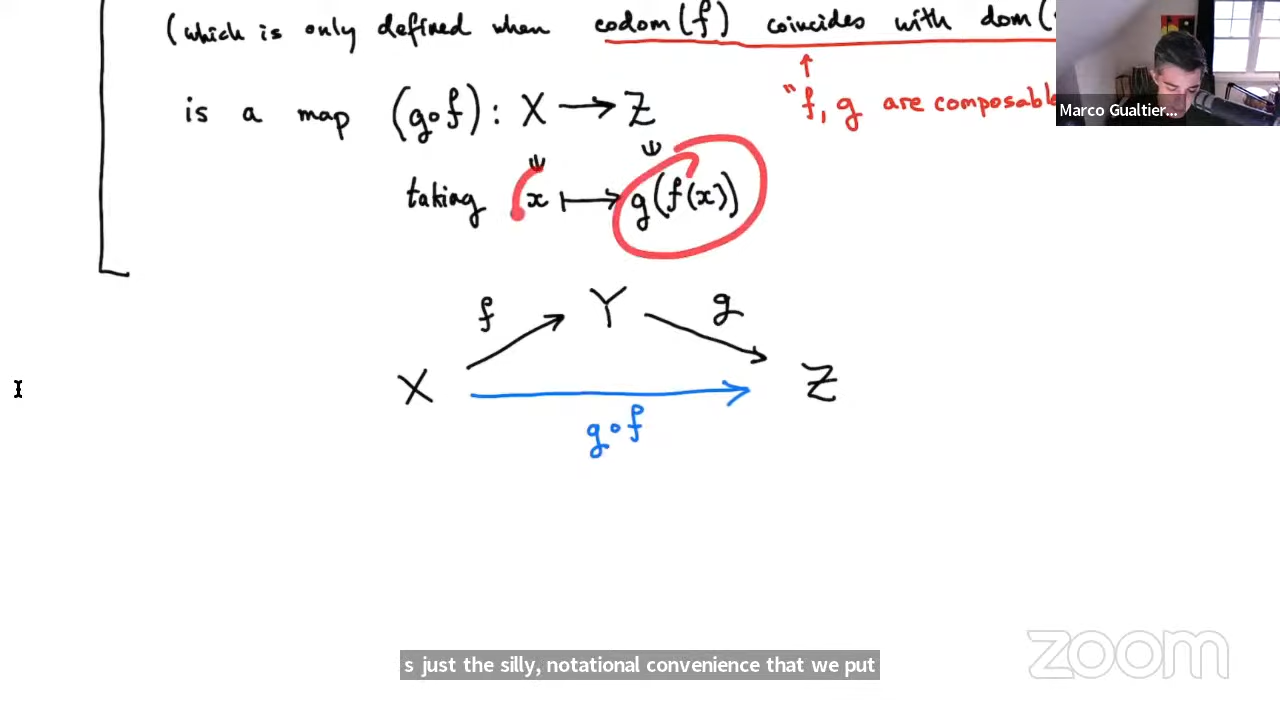 (which is only defined when codom(f) coincides with dom(
is a map (g∘f) : X → Z
"f, g are composable
Marco Gualtier...
taking x ↦ g(f(x))
f Y g
X Z
g∘f
s just the silly, notational convenience that we put
zoom